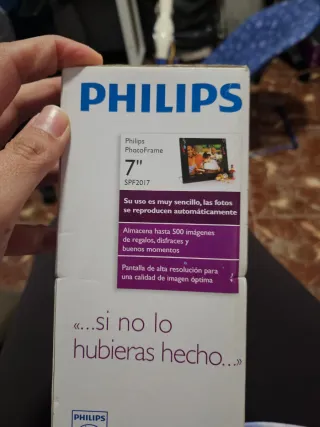 PHILIPS
Philips
PhotoFrame
7"
SPF2017
Su uso es muy sencillo, las fotos
se reproducen automáticamente
Almacena hasta 500 imágenes
de regalos, disfraces y
buenos momentos
Pantalla de alta resolución para
una calidad de imagen óptima
«...si no lo
hubieras hecho...»
PHILIPS